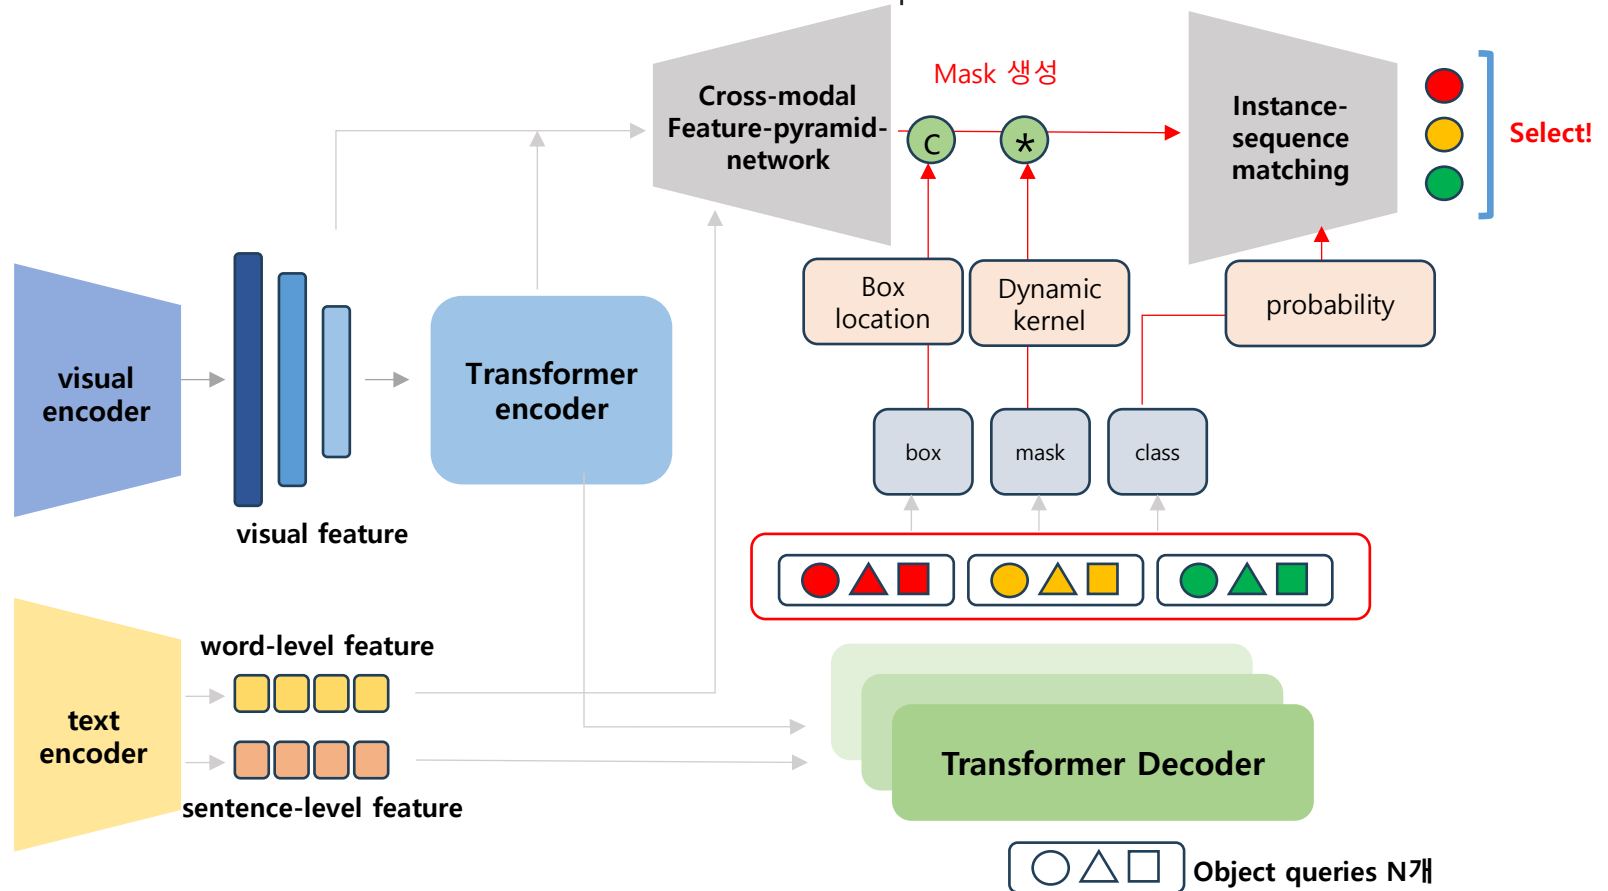 Cross-modal
Feature-pyramid-
network
Mask 생성
C
*
Instance-
sequence
matching
Select!
Box
location
Dynamic
kernel
probability
visual
encoder
Transformer
encoder
box
mask
class
visual feature
word-level feature
text
encoder
sentence-level feature
Transformer Decoder
Object queries N개